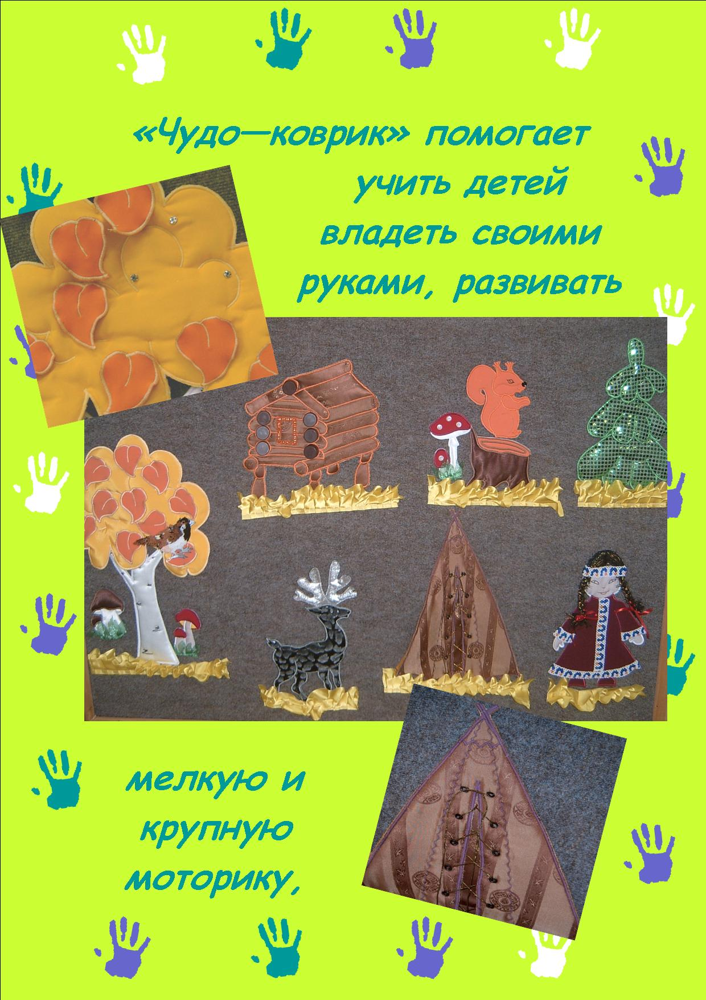 «Чудо—коврик» помогает
учить детей
владеть своими
руками, развивать
мелкую и
крупную
моторику,